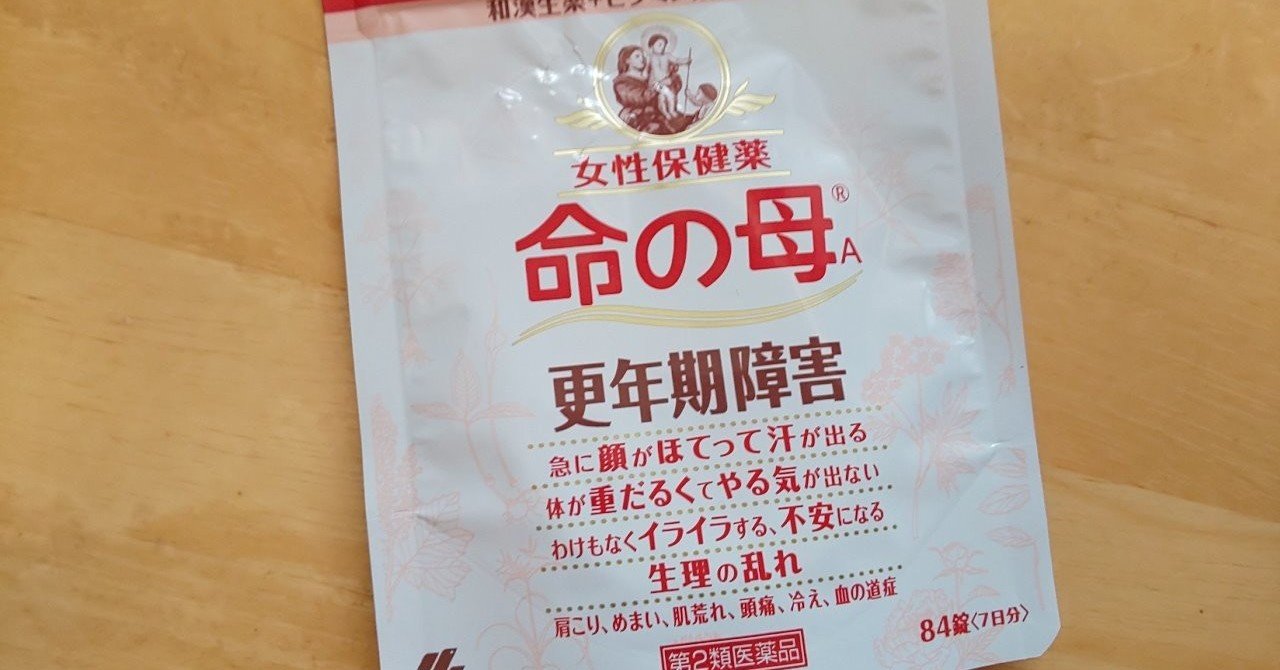 和漢生薬+ビタミン
女性保健薬
命の母®A
更年期障害
急に顔がほてって汗が出る
体が重だるくてやる気が出ない
わけもなくイライラする、不安になる
生理の乱れ
肩こり、めまい、肌荒れ、頭痛、冷え、血の道症
84錠〈7日分〉
第2類医薬品